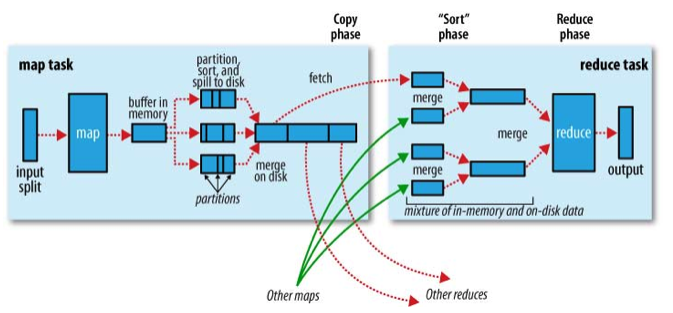 Copy
phase
“Sort”
phase
Reduce
phase
map task
partition,
sort, and
spill to disk
fetch
reduce task
buffer in
memory
merge
map
merge
reduce
input
split
merge
on disk
merge
output
partitions
mixture of in-memory and on-disk data
Other maps
Other reduces